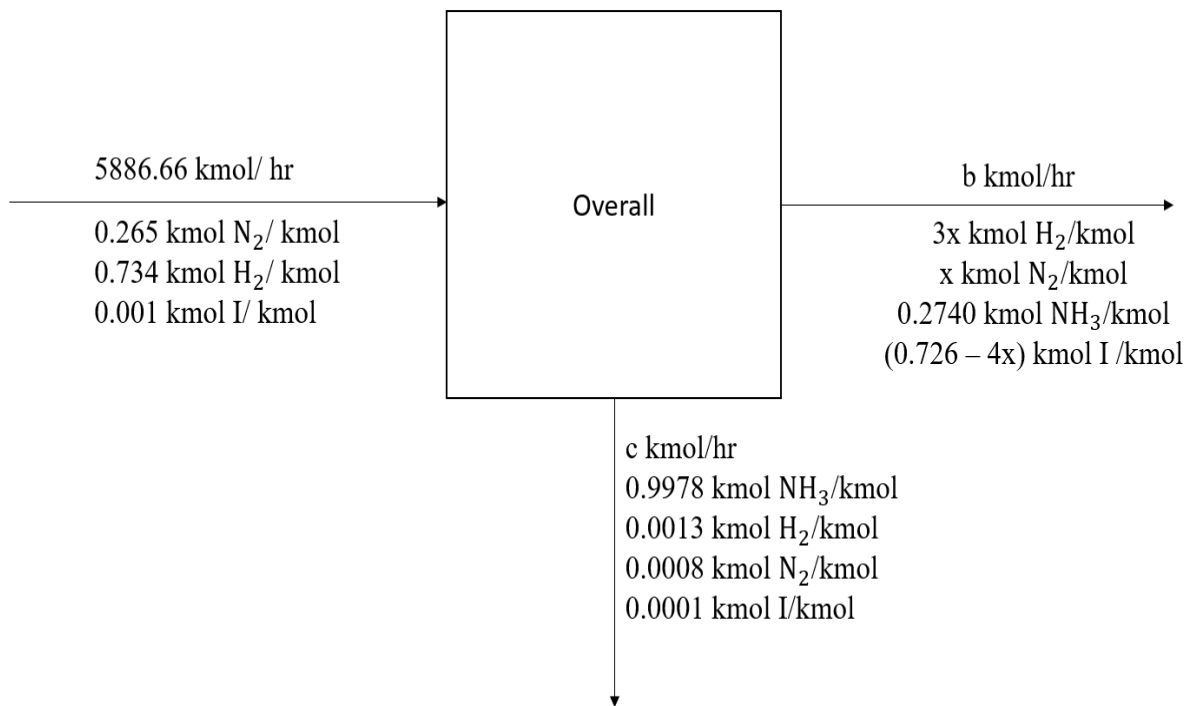 5886.66 kmol/ hr
0.265 kmol N₂/ kmol
0.734 kmol H₂/ kmol
0.001 kmol I/ kmol
Overall
b kmol/hr
3x kmol H₂/kmol
x kmol N₂/kmol
0.2740 kmol NH₃/kmol
(0.726 – 4x) kmol I /kmol
c kmol/hr
0.9978 kmol NH₃/kmol
0.0013 kmol H₂/kmol
0.0008 kmol N₂/kmol
0.0001 kmol I/kmol